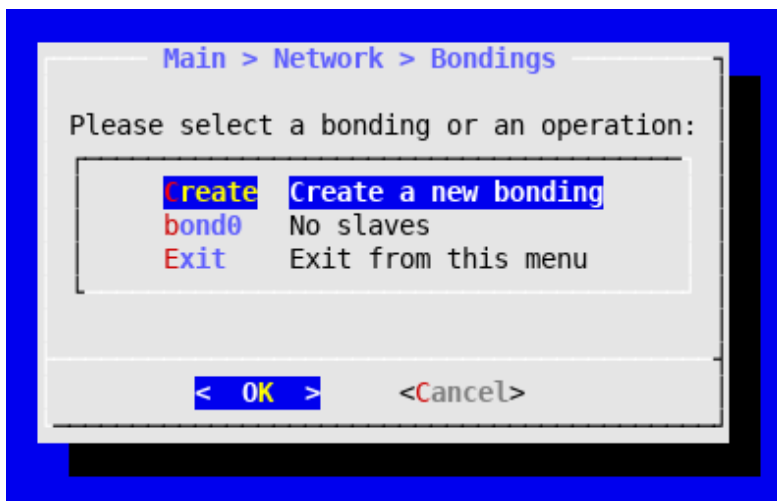 Main > Network > Bondings
Please select a bonding or an operation:
Create Create a new bonding
bond0 No slaves
Exit Exit from this menu
< OK > <Cancel>